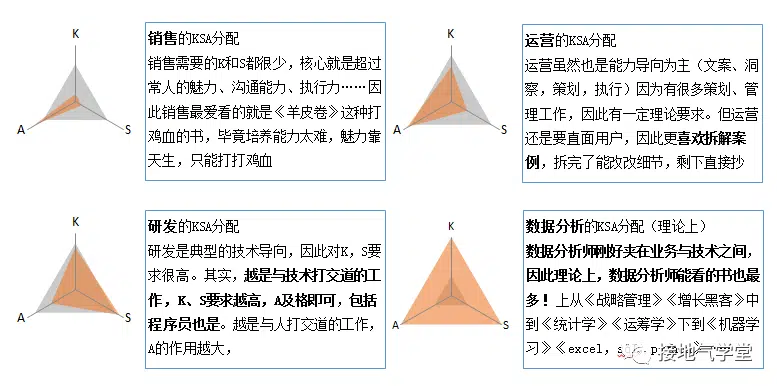 K
A
S
销售的KSA分配
销售需要的K和S都很少，核心就是超过
常人的魅力、沟通能力、执行力……因
此销售最爱看的就是《羊皮卷》这种打
鸡血的书，毕竟培养能力太难，魅力靠
天生，只能打打鸡血
K
A
S
运营的KSA分配
运营虽然也是能力导向为主（文案、洞
察，策划，执行）因为有很多策划、管
理工作，因此有一定理论要求。但运营
还是要直面用户，因此更喜欢拆解案
例，拆完了能改改细节，剩下直接抄
K
A
S
研发的KSA分配
研发是典型的技术导向，因此对K，S要
求很高。其实，越是与技术打交道的工
作，K、S要求越高，A及格即可，包括
程序员也是。越是与人打交道的工作，
A的作用越大，
K
A
S
数据分析的KSA分配（理论上）
数据分析师刚好夹在业务与技术之间，
因此理论上，数据分析师能看的书也最
多！上从《战略管理》《增长黑客》中
到《统计学》《运筹学》下到《机器学
习》《excel，
接地气学堂